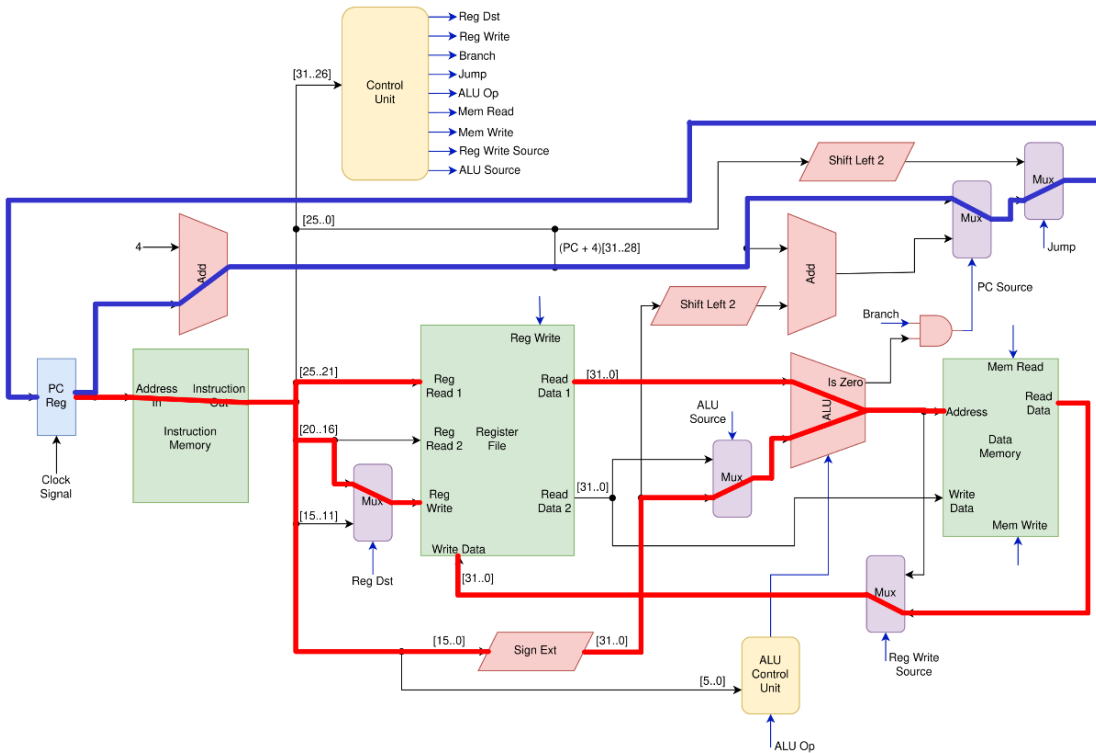 Reg Dst
Reg Write
Branch
Jump
ALU Op
Mem Read
Mem Write
Reg Write Source
ALU Source
[31..26]
Control
Unit
Shift Left 2
Mux
Jump
[25..0]
(PC + 4)[31..28]
4
Add
Mux
PC Source
Add
Shift Left 2
Branch
Reg Write
PC
Reg
Clock
Signal
Address
In
Instruction
Out
Instruction
Memory
[25..21]
[20..16]
[15..11]
Mux
Reg Dst
Reg
Read 1
Reg
Read 2
Register
File
Reg
Write
Write Data
Read
Data 1
Read
Data 2
[31..0]
[31..0]
[31..0]
ALU
Source
Mux
Is Zero
ALU
Mem Read
Read
Data
Address
Data
Memory
Write
Data
Mem Write
Mux
Reg Write
Source
[15..0]
Sign Ext
[31..0]
[5..0]
ALU
Control
Unit
ALU Op